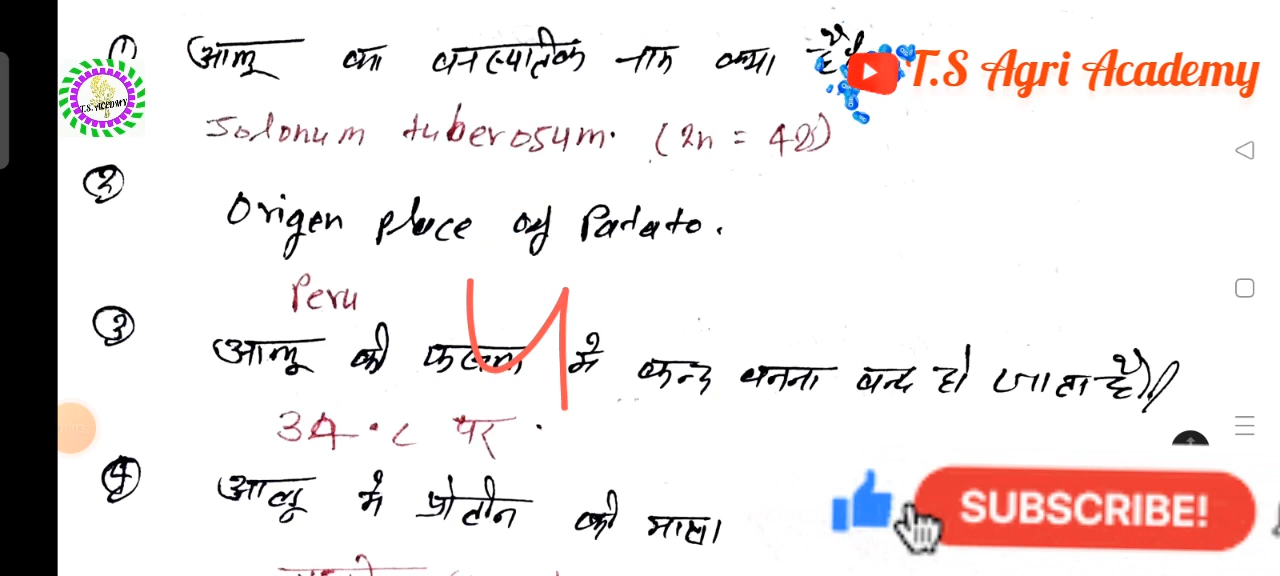 ① आलू का वनस्पतिक नाम क्या है।
T.S Agri Academy
T.S. ACEDMY
Solonum tuberosum. (2n = 48)
② Origen place of Patato.
Peru
③ आलू की फसल में कन्द बनना बन्द हो जाता है।
34°C पर.
④ आलू में प्रोटीन की मात्रा
SUBSCRIBE!